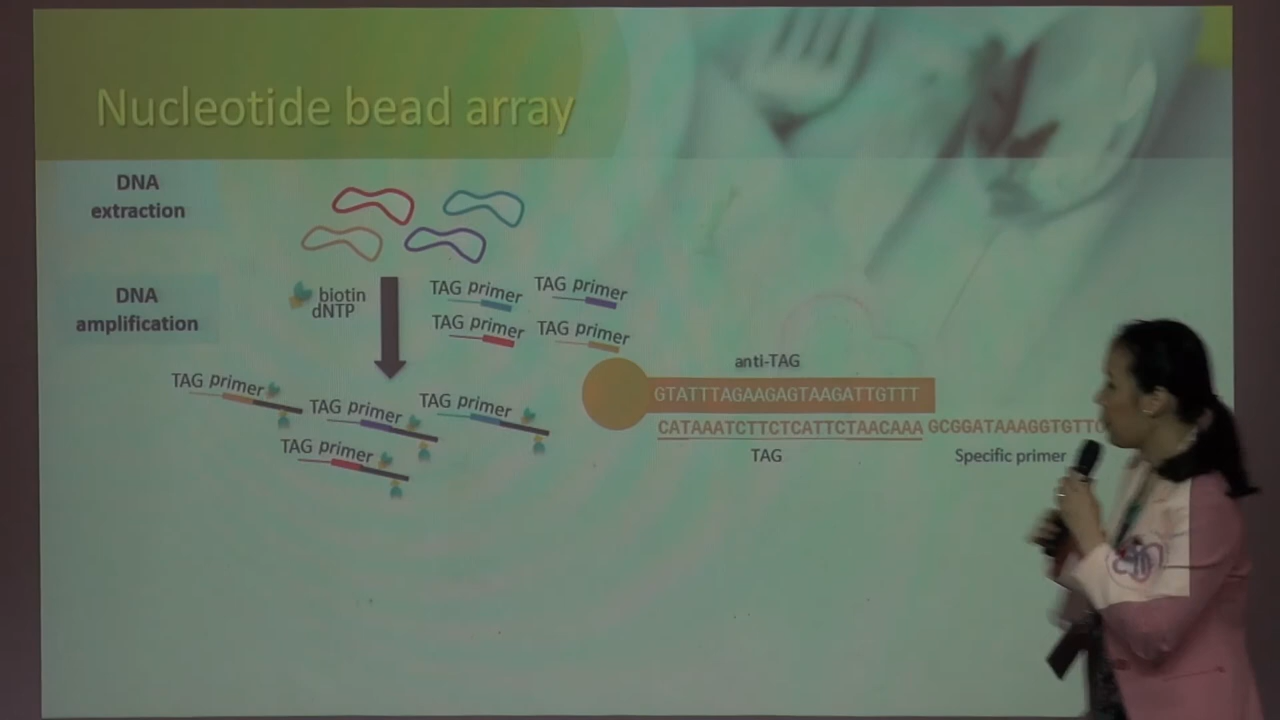 Nucleotide bead array
DNA
extraction
DNA
amplification
biotin
dNTP
TAG primer
TAG primer
TAG primer
TAG primer
TAG primer
TAG primer
TAG primer
TAG primer
anti-TAG
GTATTTAGAAGAGTAAGATTGTTT
CATAAATCTTCTCATTCTAACAAA GCGGATAAAGGTGTTC
TAG
Specific primer